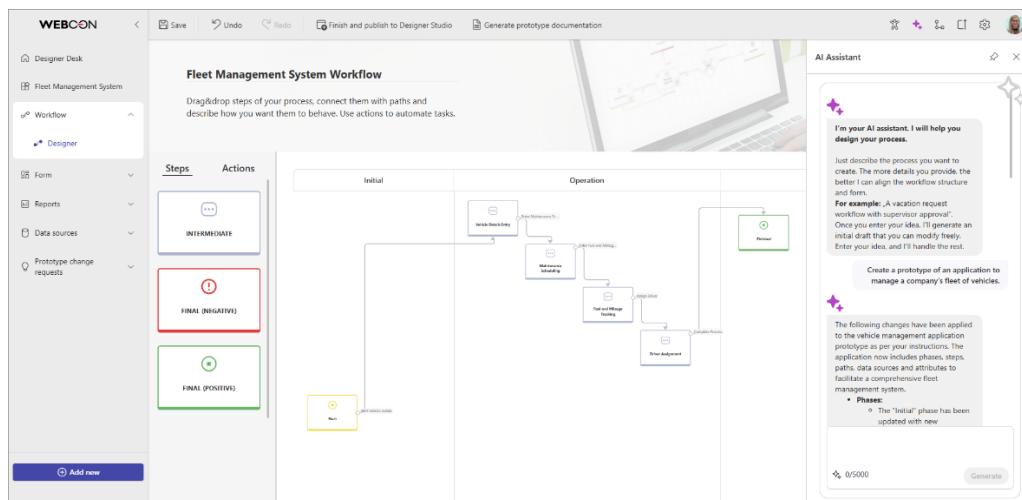 WEBCON
Save
Undo
Redo
Finish and publish to Designer Studio
Generate prototype documentation
Designer Desk
Fleet Management System
Workflow
Designer
Form
Reports
Data sources
Prototype change
requests
Add new
Fleet Management System Workflow
Drag&drop steps of your process, connect them with paths and
describe how you want them to behave. Use actions to automate tasks.
Steps
Actions
INTERMEDIATE
FINAL (NEGATIVE)
FINAL (POSITIVE)
Initial
Operation
Vehicle Details Entry
Maintenance
Scheduling
Fuel and Mileage
Tracking
Assign Driver
Driver Assignment
Complete Process
Finished
Start
AI Assistant
I'm your AI assistant. I will help you
design your process.
Just describe the process you want to
create. The more details you provide, the
better I can align the workflow structure
and form.
For example: „A vacation request
workflow with supervisor approval".
Once you enter your idea, I'll generate an
initial draft that you can modify freely.
Enter your idea, and I'll handle the rest.
Create a prototype of an application to
manage a company's fleet of vehicles.
The following changes have been applied
to the vehicle management application
prototype as per your instructions. The
application now includes phases, steps,
paths, data sources and attributes to
facilitate a comprehensive fleet
management system.
Phases:
The "Initial" phase has been
updated with new
0/5000
Generate